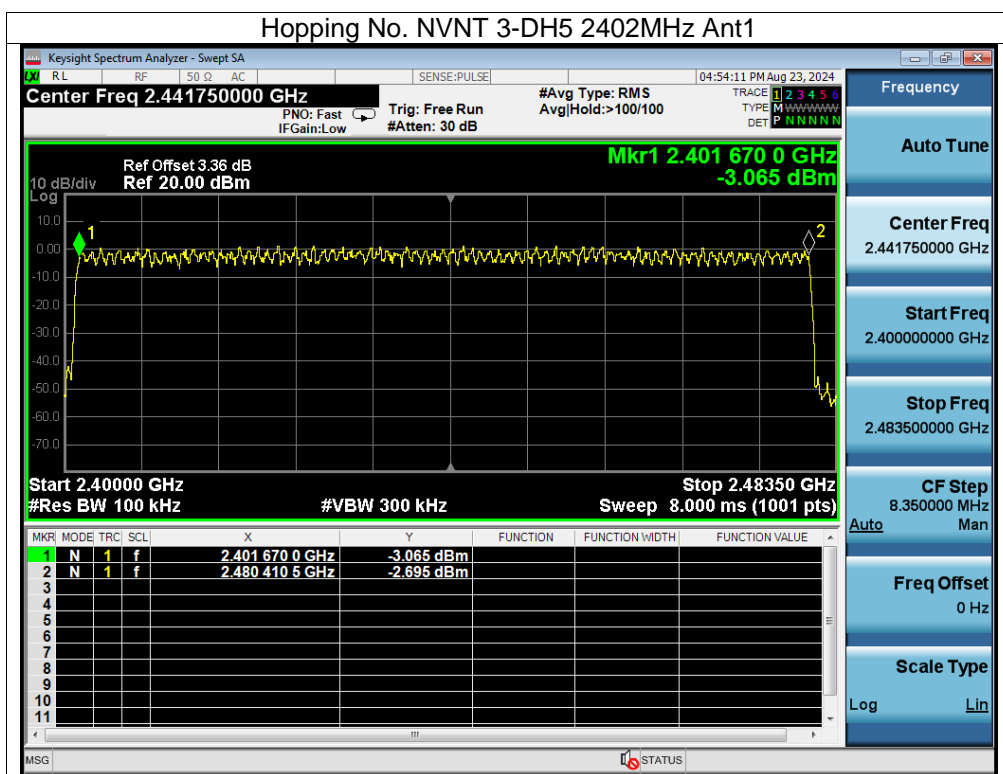 Hopping No. NVNT 3-DH5 2402MHz Ant1
Keysight Spectrum Analyzer - Swept SA
LXI RL RF 50 Ω AC SENSE:PULSE 04:54:11 PM Aug 23, 2024
Center Freq 2.441750000 GHz
PNO: Fast
IFGain:Low
Trig: Free Run
#Atten: 30 dB
#Avg Type: RMS
Avg|Hold:>100/100
TRACE 1 2 3 4 5 6
TYPE M W W W W W
DET P N N N N N
Mkr1 2.401 670 0 GHz
-3.065 dBm
Ref Offset 3.36 dB
Ref 20.00 dBm
10 dB/div
Log
10.0
0.00
-10.0
-20.0
-30.0
-40.0
-50.0
-60.0
-70.0
1
2
Start 2.40000 GHz Stop 2.48350 GHz
#Res BW 100 kHz #VBW 300 kHz Sweep 8.000 ms (1001 pts)
MKR MODE TRC SCL X Y FUNCTION FUNCTION WIDTH FUNCTION VALUE
1 N 1 f 2.401 670 0 GHz -3.065 dBm
2 N 1 f 2.480 410 5 GHz -2.695 dBm
3
4
5
6
7
8
9
10
11
MSG STATUS
Frequency
Auto Tune
Center Freq
2.441750000 GHz
Start Freq
2.400000000 GHz
Stop Freq
2.483500000 GHz
CF Step
8.350000 MHz
Auto Man
Freq Offset
0 Hz
Scale Type
Log Lin